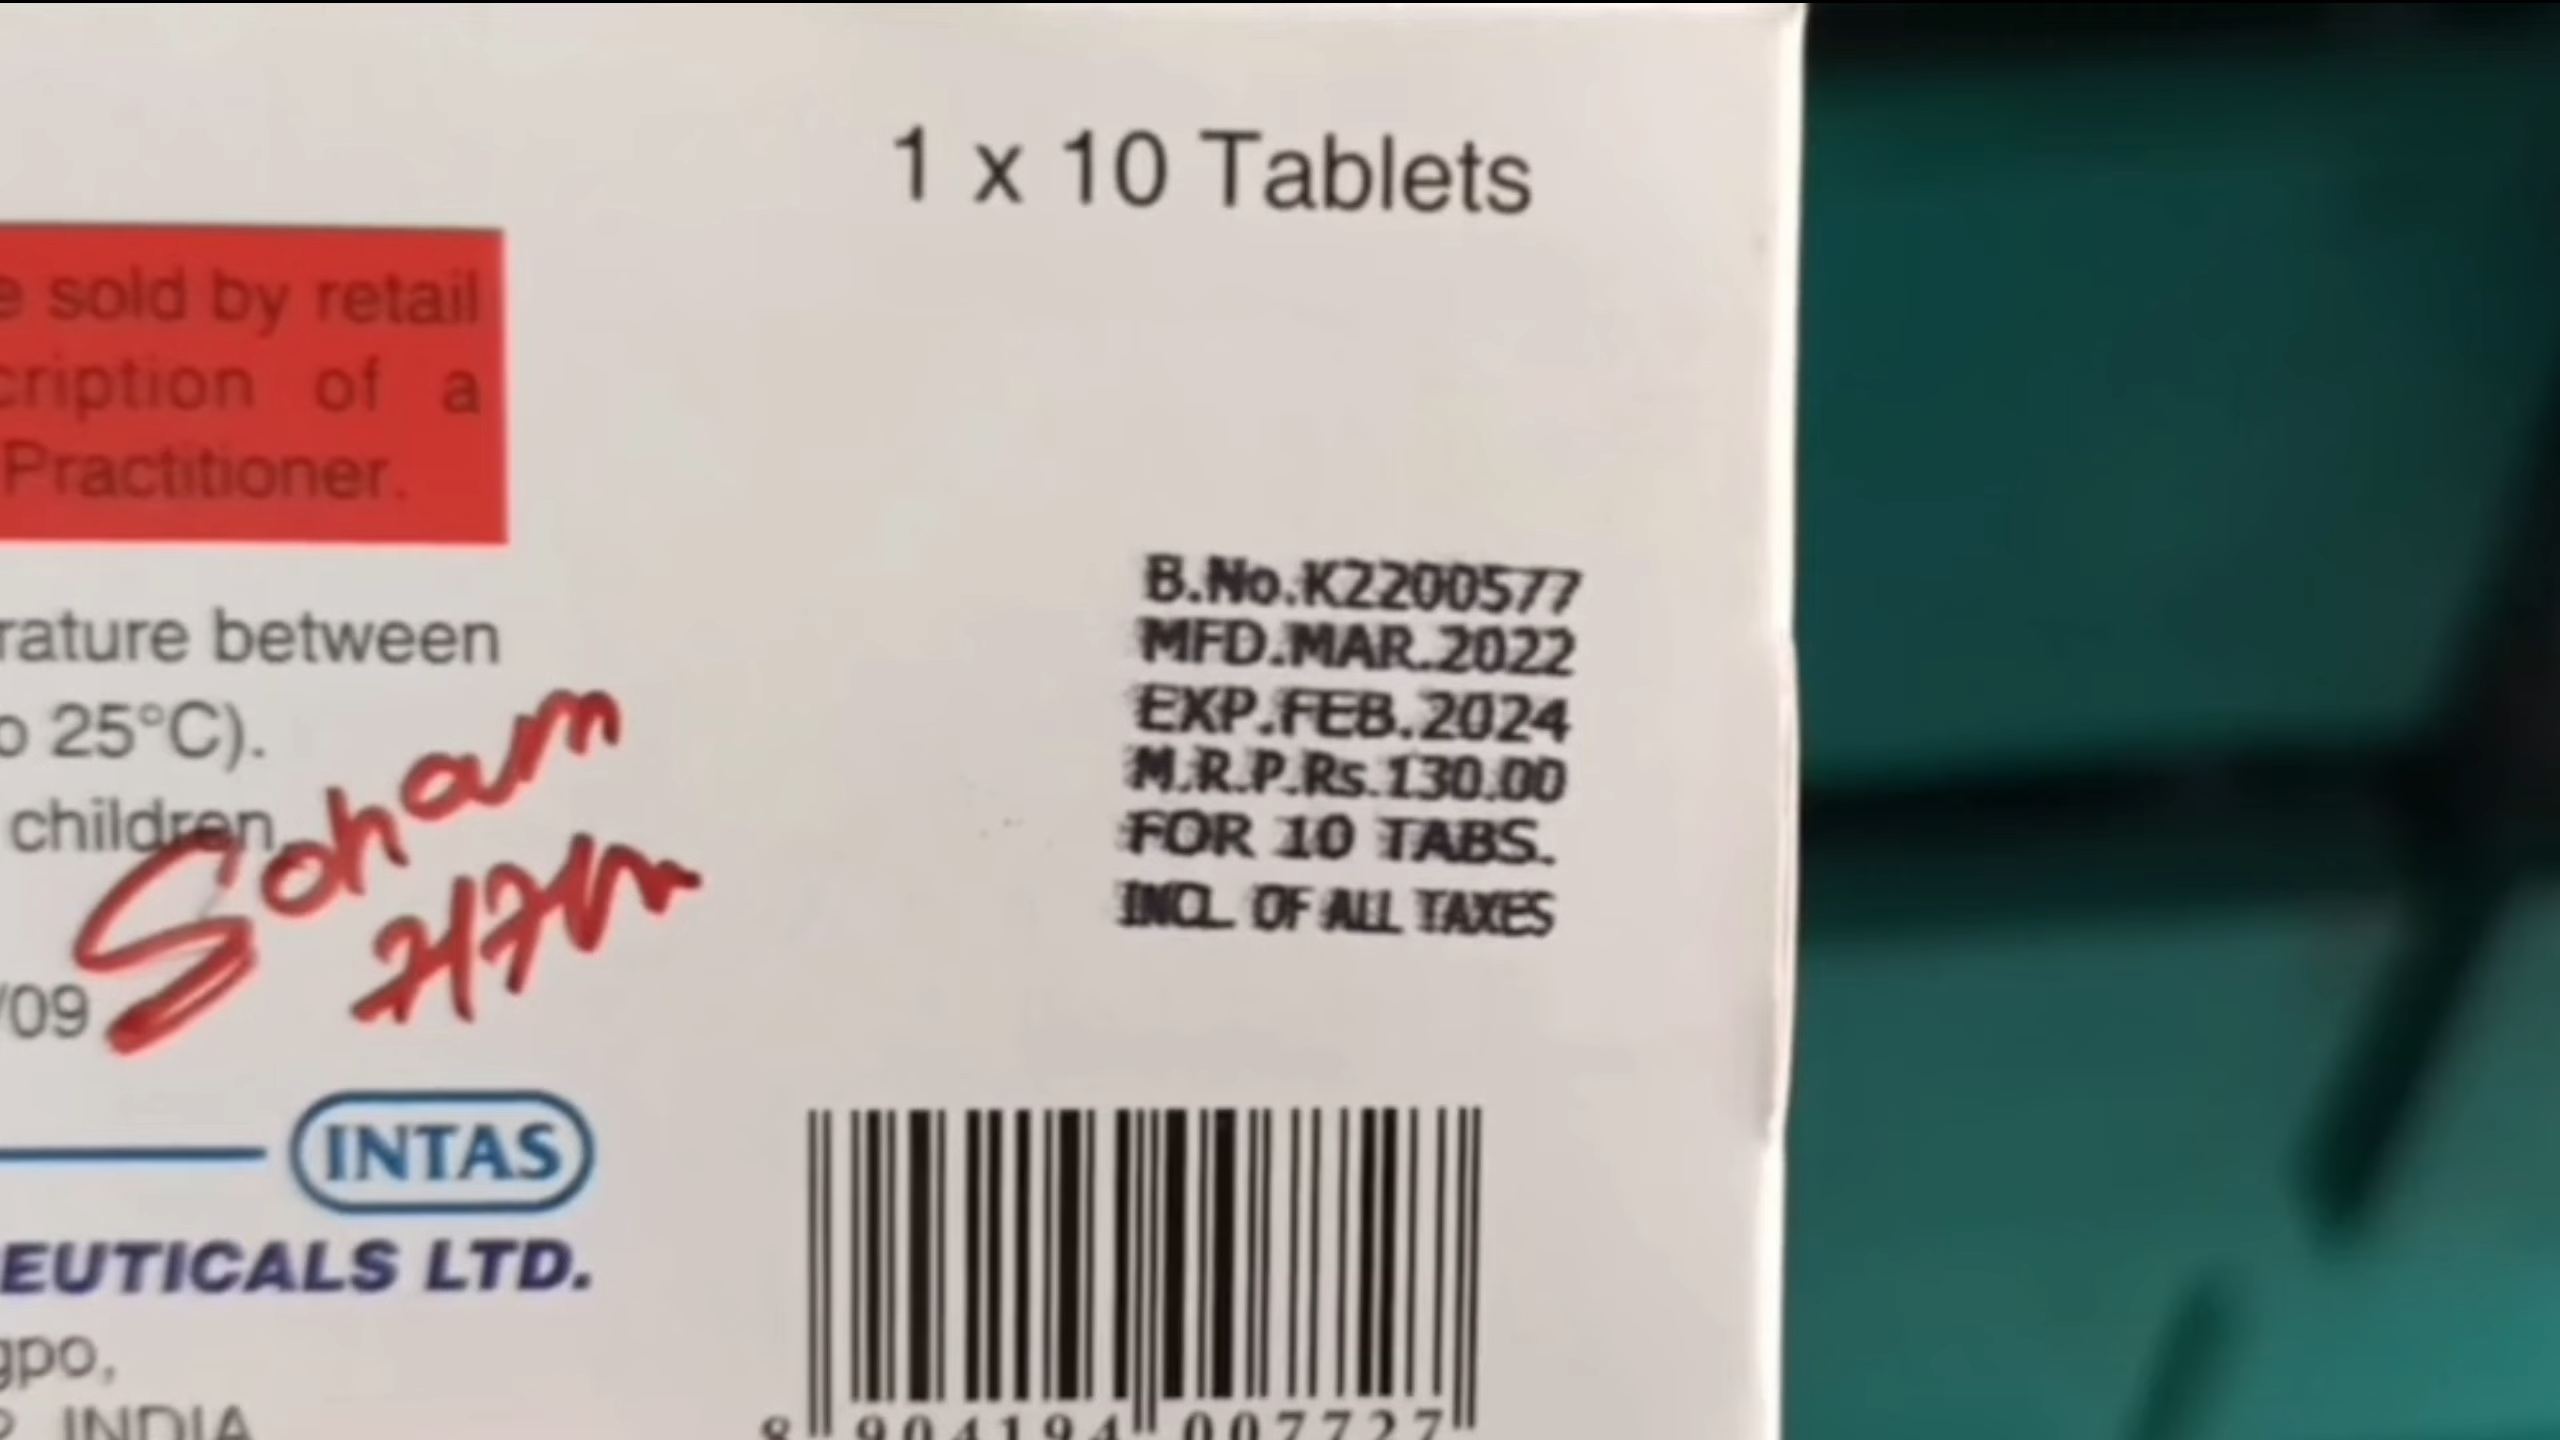 1 x 10 Tablets
e sold by retail
cription of a
Practitioner.
B.No.K2200577
MFD.MAR.2022
EXP.FEB.2024
M.R.P.Rs.130.00
FOR 10 TABS.
INCL. OF ALL TAXES
rature between
o 25°C).
children.
Soham
/09
INTAS
EUTICALS LTD.
gpo,
INDIA
8 904194 007727